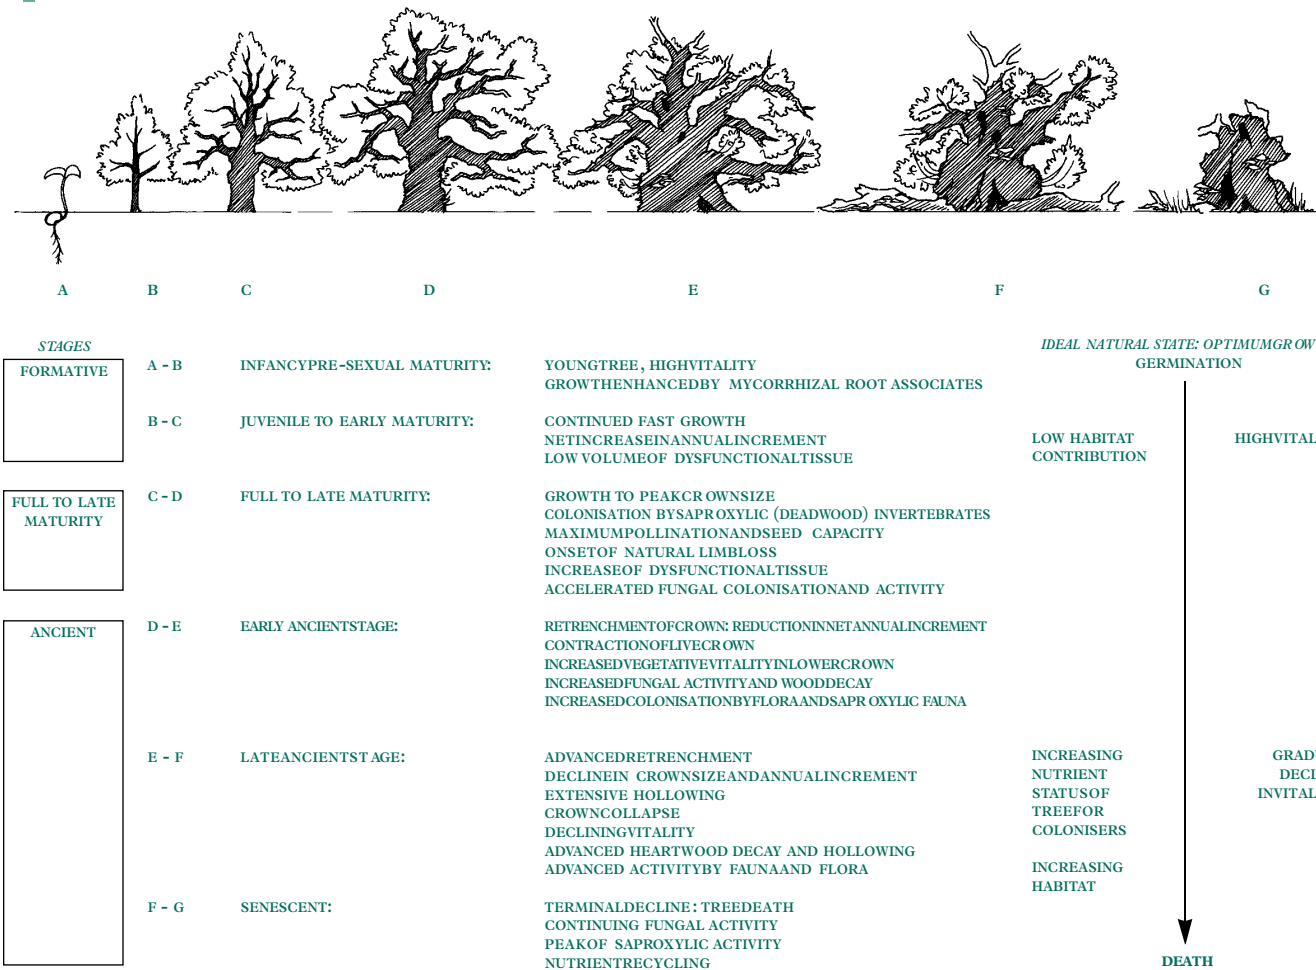 A B C D E F G
STAGES
IDEAL NATURAL STATE: OPTIMUMGROW
FORMATIVE
A - B INFANCYPRE-SEXUAL MATURITY: YOUNGTREE, HIGHVITALITY
GERMINATION
GROWTHENHANCEDBY MYCORRHIZAL ROOT ASSOCIATES
B - C JUVENILE TO EARLY MATURITY: CONTINUED FAST GROWTH
NETINCREASEINANNUALINCREMENT
LOW HABITAT
HIGHVITAL
LOW VOLUMEOF DYSFUNCTIONALTISSUE
CONTRIBUTION
FULL TO LATE
MATURITY
C - D FULL TO LATE MATURITY: GROWTH TO PEAKCROWNSIZE
COLONISATION BYSAPROXYLIC (DEADWOOD) INVERTEBRATES
MAXIMUMPOLLINATIONANDSEED CAPACITY
ONSETOF NATURAL LIMBLOSS
INCREASEOF DYSFUNCTIONALTISSUE
ACCELERATED FUNGAL COLONISATIONAND ACTIVITY
ANCIENT
D - E EARLY ANCIENTSTAGE: RETRENCHMENTOFCROWN: REDUCTIONINNETANNUALINCREMENT
CONTRACTIONOFLIVECROWN
INCREASEDVEGETATIVEVITALITYINLOWERCROWN
INCREASEDFUNGAL ACTIVITYAND WOODDECAY
INCREASEDCOLONISATIONBYFLORAANDSAPROXYLIC FAUNA
E - F LATEANCIENTSTAGE: ADVANCEDRETRENCHMENT
DECLINEIN CROWNSIZEANDANNUALINCREMENT
EXTENSIVE HOLLOWING
CROWNCOLLAPSE
DECLININGVITALITY
ADVANCED HEARTWOOD DECAY AND HOLLOWING
ADVANCED ACTIVITYBY FAUNAAND FLORA
INCREASING
NUTRIENT
STATUSOF
TREEFOR
COLONISERS
INCREASING
HABITAT
GRAD
DECL
INVITAL
F - G SENESCENT: TERMINALDECLINE: TREEDEATH
CONTINUING FUNGAL ACTIVITY
PEAKOF SAPROXYLIC ACTIVITY
NUTRIENTRECYCLING
DEATH